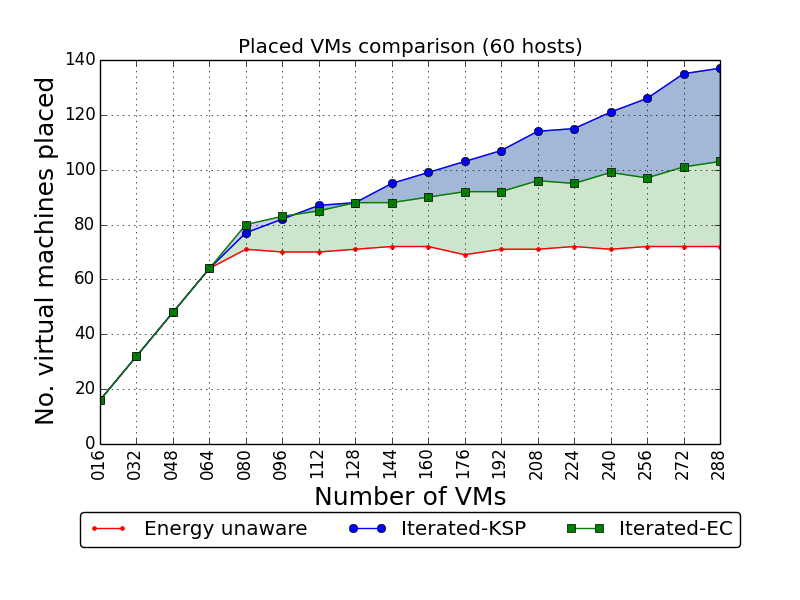 Placed VMs comparison (60 hosts)
140
120
100
80
60
40
20
0
No. virtual machines placed
016 032 048 064 080 096 112 128 144 160 176 192 208 224 240 256 272 288
Number of VMs
Energy unaware Iterated-KSP Iterated-EC